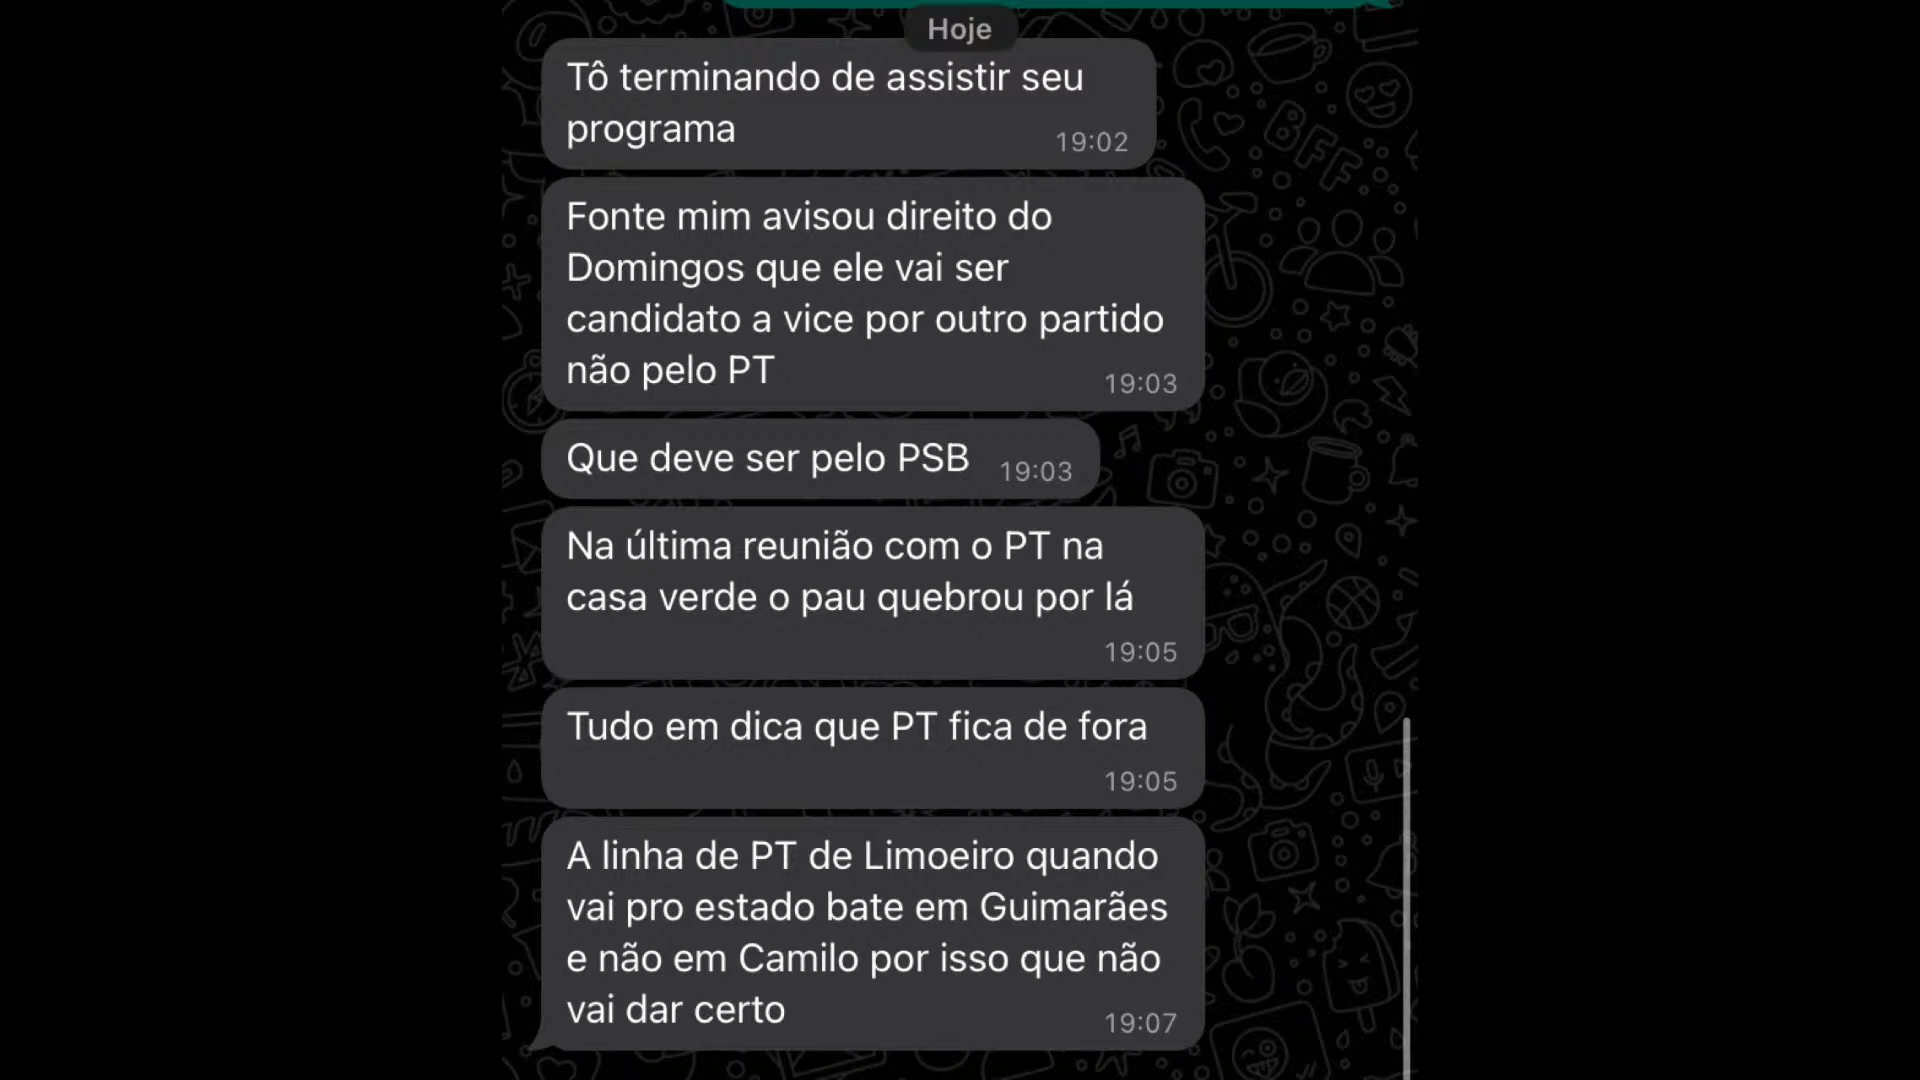 Hoje
Tô terminando de assistir seu
programa
19:02
Fonte mim avisou direito do
Domingos que ele vai ser
candidato a vice por outro partido
não pelo PT
19:03
Que deve ser pelo PSB 19:03
Na última reunião com o PT na
casa verde o pau quebrou por lá
19:05
Tudo em dica que PT fica de fora
19:05
A linha de PT de Limoeiro quando
vai pro estado bate em Guimarães
e não em Camilo por isso que não
vai dar certo
19:07
BFF